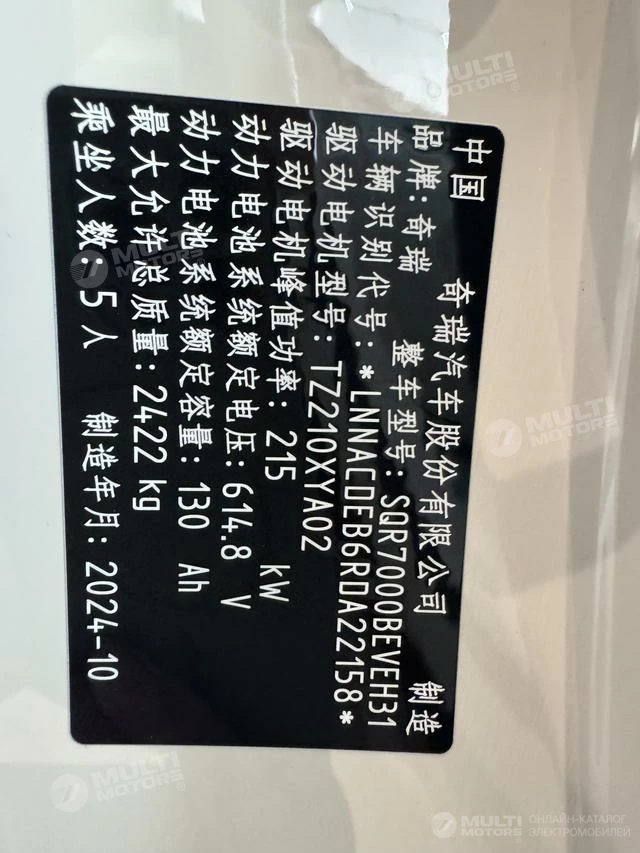 中国 奇瑞汽车股份有限公司 制造
品牌:奇瑞 整车型号:SQR7000BEVEH31
车辆识别代号:*LNNACDEB6RDA22158*
驱动电机型号:TZ210XYA02
驱动电机峰值功率:215 kW
动力电池系统额定电压:614.8 V
动力电池系统额定容量:130 Ah
最大允许总质量:2422 kg
乘坐人数:5人 制造年月:2024-10
MULTI MOTORS®
MULTI MOTORS®
MULTI MOTORS®
MULTI MOTORS®
MULTI MOTORS® ОНЛАЙН-КАТАЛОГ ЭЛЕКТРОМОБИЛЕЙ